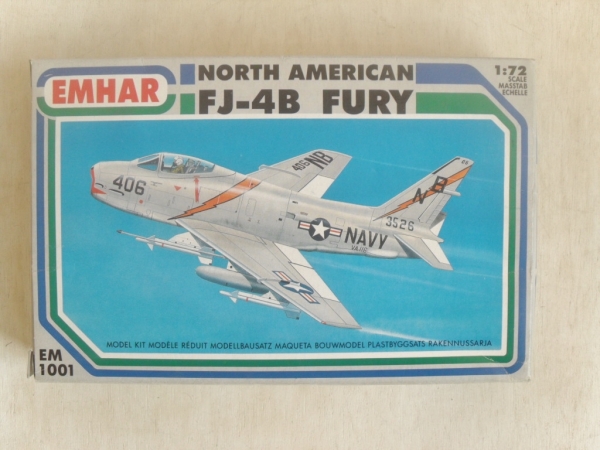 EMHAR
NORTH AMERICAN
FJ-4B FURY
1:72
SCALE
MASSTAB
ECHELLE
406
406 NB
NB
3526
NAVY
MODEL KIT MODÈLE RÉDUIT MODELLBAUSATZ MAQUETA BOUWMODEL PLASTBYGGSATS RAKENNUSSARJA
EM
1001